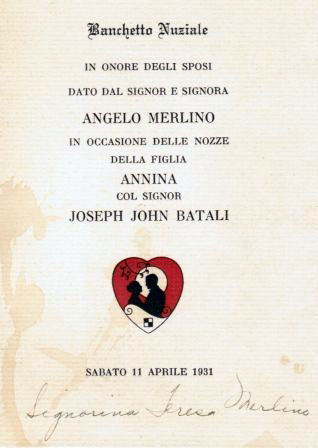 Banchetto Nuziale
IN ONORE DEGLI SPOSI
DATO DAL SIGNOR E SIGNORA
ANGELO MERLINO
IN OCCASIONE DELLE NOZZE
DELLA FIGLIA
ANNINA
COL SIGNOR
JOSEPH JOHN BATALI
SABATO 11 APRILE 1931
Signorina Teresa Merlino